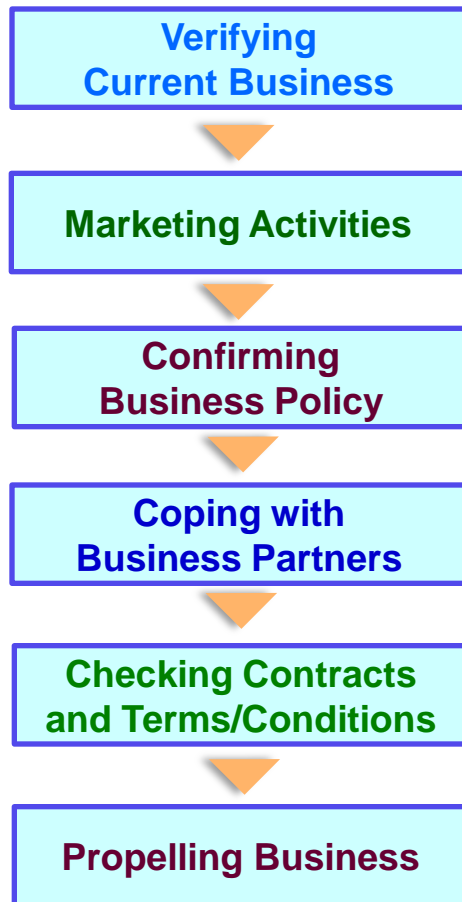 Verifying
Current Business
Marketing Activities
Confirming
Business Policy
Coping with
Business Partners
Checking Contracts
and Terms/Conditions
Propelling Business